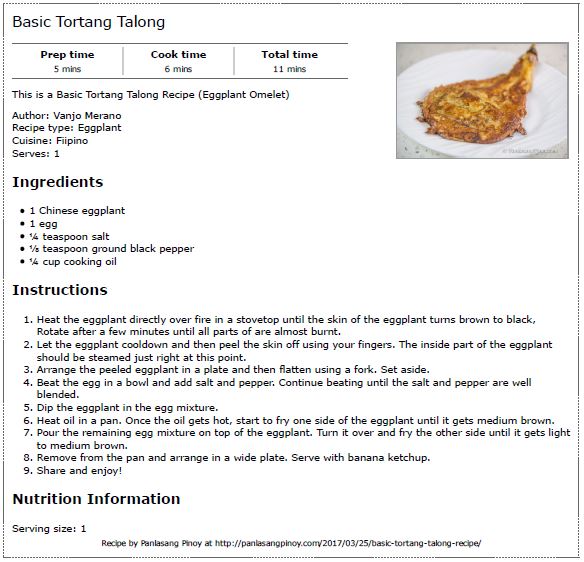 Basic Tortang Talong
Prep time Cook time Total time
5 mins 6 mins 11 mins
This is a Basic Tortang Talong Recipe (Eggplant Omelet)
Author: Vanjo Merano
Recipe type: Eggplant
Cuisine: Fiipino
Serves: 1
© PanlasangPinoy.com
Ingredients
• 1 Chinese eggplant
• 1 egg
• ¼ teaspoon salt
• ⅛ teaspoon ground black pepper
• ¼ cup cooking oil
Instructions
1. Heat the eggplant directly over fire in a stovetop until the skin of the eggplant turns brown to black,
Rotate after a few minutes until all parts of are almost burnt.
2. Let the eggplant cooldown and then peel the skin off using your fingers. The inside part of the eggplant
should be steamed just right at this point.
3. Arrange the peeled eggplant in a plate and then flatten using a fork. Set aside.
4. Beat the egg in a bowl and add salt and pepper. Continue beating until the salt and pepper are well
blended.
5. Dip the eggplant in the egg mixture.
6. Heat oil in a pan. Once the oil gets hot, start to fry one side of the eggplant until it gets medium brown.
7. Pour the remaining egg mixture on top of the eggplant. Turn it over and fry the other side until it gets light
to medium brown.
8. Remove from the pan and arrange in a wide plate. Serve with banana ketchup.
9. Share and enjoy!
Nutrition Information
Serving size: 1
Recipe by Panlasang Pinoy at http://panlasangpinoy.com/2017/03/25/basic-tortang-talong-recipe/